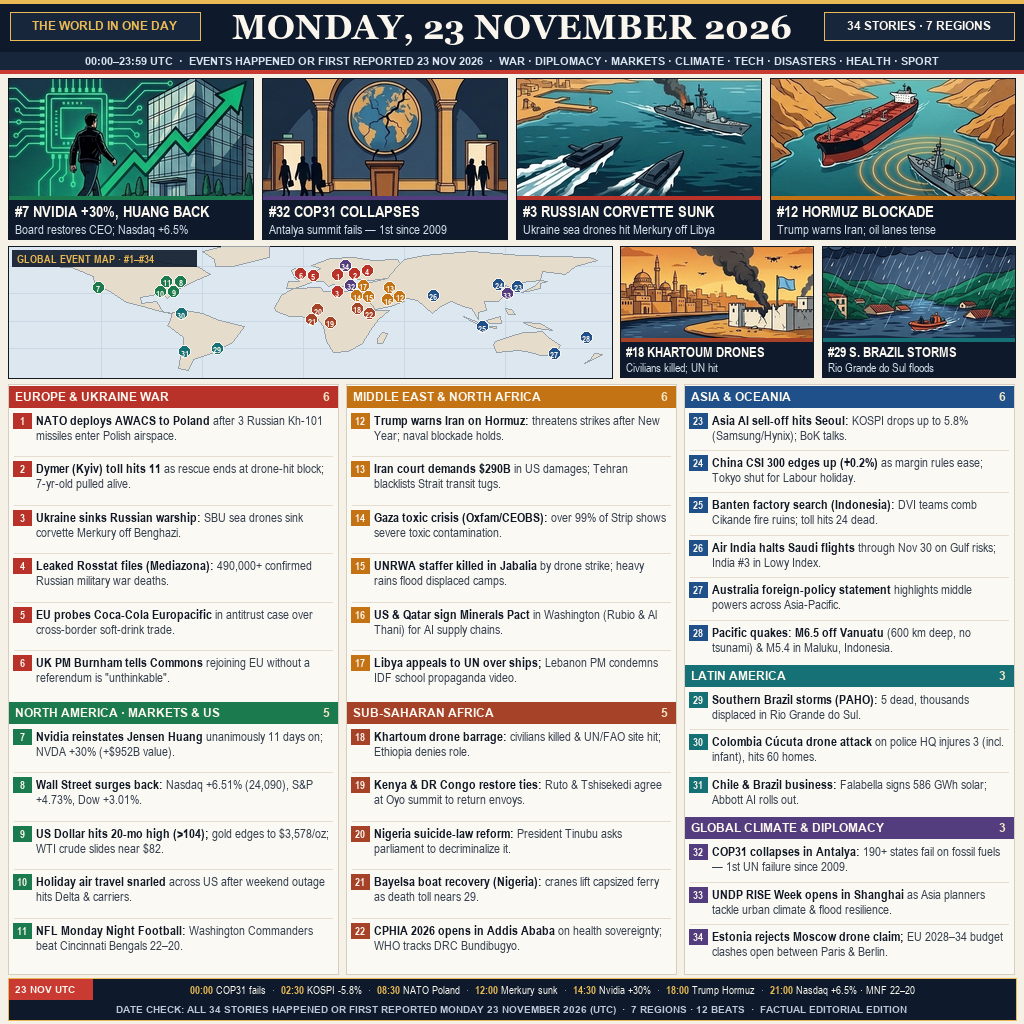 THE WORLD IN ONE DAY
MONDAY, 23 NOVEMBER 2026
34 STORIES · 7 REGIONS
00:00–23:59 UTC · EVENTS HAPPENED OR FIRST REPORTED 23 NOV 2026 · WAR · DIPLOMACY · MARKETS · CLIMATE · TECH · DISASTERS · HEALTH · SPORT
#7 NVIDIA +30%, HUANG BACK
Board restores CEO; Nasdaq +6.5%
#32 COP31 COLLAPSES
Antalya summit fails — 1st since 2009
#3 RUSSIAN CORVETTE SUNK
Ukraine sea drones hit Merkury off Libya
#12 HORMUZ BLOCKADE
Trump warns Iran; oil lanes tense
GLOBAL EVENT MAP · #1–#34
#18 KHARTOUM DRONES
Civilians killed; UN hit
#29 S. BRAZIL STORMS
Rio Grande do Sul floods
EUROPE & UKRAINE WAR 6
1 NATO deploys AWACS to Poland after 3 Russian Kh-101
missiles enter Polish airspace.
2 Dymer (Kyiv) toll hits 11 as rescue ends at drone-hit block;
7-yr-old pulled alive.
3 Ukraine sinks Russian warship: SBU sea drones sink
corvette Merkury off Benghazi.
4 Leaked Rosstat files (Mediazona): 490,000+ confirmed
Russian military war deaths.
5 EU probes Coca-Cola Europacific in antitrust case over
cross-border soft-drink trade.
6 UK PM Burnham tells Commons rejoining EU without a
referendum is "unthinkable".
NORTH AMERICA · MARKETS & US 5
7 Nvidia reinstates Jensen Huang unanimously 11 days on;
NVDA +30% (+$952B value).
8 Wall Street surges back: Nasdaq +6.51% (24,090), S&P
+4.73%, Dow +3.01%.
9 US Dollar hits 20-mo high (>104); gold edges to $3,578/oz;
WTI crude slides near $82.
10 Holiday air travel snarled across US after weekend outage
hits Delta & carriers.
11 NFL Monday Night Football: Washington Commanders
beat Cincinnati Bengals 22–20.
MIDDLE EAST & NORTH AFRICA 6
12 Trump warns Iran on Hormuz: threatens strikes after New
Year; naval blockade holds.
13 Iran court demands $290B in US damages; Tehran
blacklists Strait transit tugs.
14 Gaza toxic crisis (Oxfam/CEOBS): over 99% of Strip shows
severe toxic contamination.
15 UNRWA staffer killed in Jabalia by drone strike; heavy
rains flood displaced camps.
16 US & Qatar sign Minerals Pact in Washington (Rubio & Al
Thani) for AI supply chains.
17 Libya appeals to UN over ships; Lebanon PM condemns
IDF school propaganda video.
SUB-SAHARAN AFRICA 5
18 Khartoum drone barrage: civilians killed & UN/FAO site hit;
Ethiopia denies role.
19 Kenya & DR Congo restore ties: Ruto & Tshisekedi agree
at Oyo summit to return envoys.
20 Nigeria suicide-law reform: President Tinubu asks
parliament to decriminalize it.
21 Bayelsa boat recovery (Nigeria): cranes lift capsized ferry
as death toll nears 29.
22 CPHIA 2026 opens in Addis Ababa on health sovereignty;
WHO tracks DRC Bundibugyo.
ASIA & OCEANIA 6
23 Asia AI sell-off hits Seoul: KOSPI drops up to 5.8%
(Samsung/Hynix); BoK talks.
24 China CSI 300 edges up (+0.2%) as margin rules ease;
Tokyo shut for Labour holiday.
25 Banten factory search (Indonesia): DVI teams comb
Cikande fire ruins; toll hits 24 dead.
26 Air India halts Saudi flights through Nov 30 on Gulf risks;
India #3 in Lowy Index.
27 Australia foreign-policy statement highlights middle
powers across Asia-Pacific.
28 Pacific quakes: M6.5 off Vanuatu (600 km deep, no
tsunami) & M5.4 in Maluku, Indonesia.
LATIN AMERICA 3
29 Southern Brazil storms (PAHO): 5 dead, thousands
displaced in Rio Grande do Sul.
30 Colombia Cúcuta drone attack on police HQ injures 3 (incl.
infant), hits 60 homes.
31 Chile & Brazil business: Falabella signs 586 GWh solar;
Abbott AI rolls out.
GLOBAL CLIMATE & DIPLOMACY 3
32 COP31 collapses in Antalya: 190+ states fail on fossil fuels
— 1st UN failure since 2009.
33 UNDP RISE Week opens in Shanghai as Asia planners
tackle urban climate & flood resilience.
34 Estonia rejects Moscow drone claim; EU 2028–34 budget
clashes open between Paris & Berlin.
23 NOV UTC
00:00 COP31 fails · 02:30 KOSPI -5.8% · 08:30 NATO Poland · 12:00 Merkury sunk · 14:30 Nvidia +30% · 18:00 Trump Hormuz · 21:00 Nasdaq +6.5% · MNF 22–20
DATE CHECK: ALL 34 STORIES HAPPENED OR FIRST REPORTED MONDAY 23 NOVEMBER 2026 (UTC) · 7 REGIONS · 12 BEATS · FACTUAL EDITORIAL EDITION